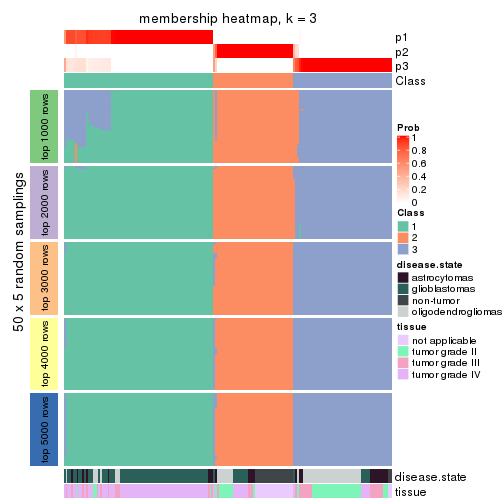 membership heatmap, k = 3
p1
p2
p3
Class
50 x 5 random samplings
top 1000 rows
top 2000 rows
top 3000 rows
top 4000 rows
top 5000 rows
disease.state
tissue
Prob
1
0.8
0.6
0.4
0.2
0
Class
1
2
3
disease.state
astrocytomas
glioblastomas
non-tumor
oligodendrogliomas
tissue
not applicable
tumor grade II
tumor grade III
tumor grade IV